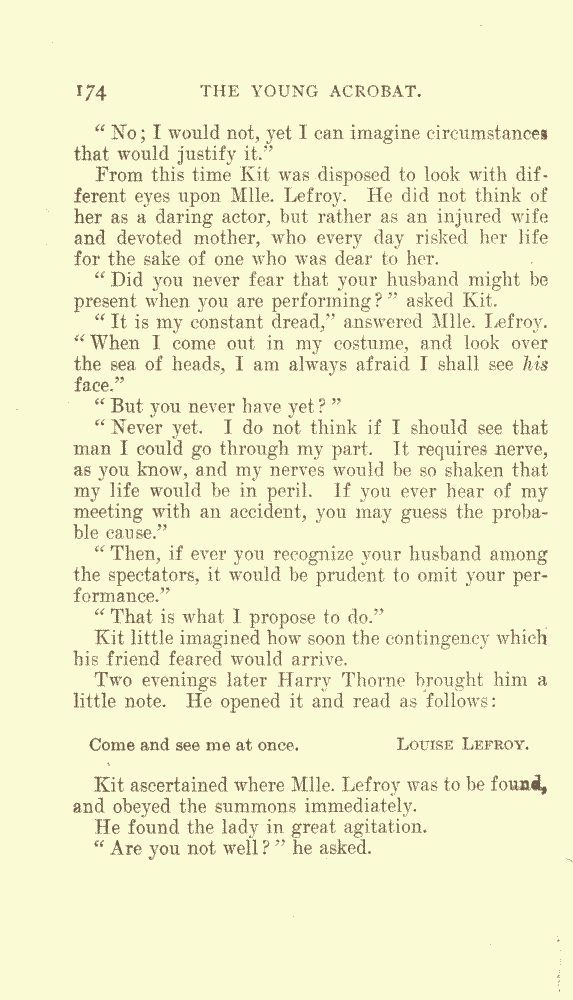 174 THE YOUNG ACROBAT.
“ No; I would not, yet I can imagine circumstances
that would justify it.”
From this time Kit was disposed to look with dif-
ferent eyes upon Mlle. Lefroy. He did not think of
her as a daring actor, but rather as an injured wife
and devoted mother, who every day risked her life
for the sake of one who was dear to her.
“ Did you never fear that your husband might be
present when you are performing? ” asked Kit.
“ It is my constant dread,” answered Mlle. Lefroy.
“ When I come out in my costume, and look over
the sea of heads, I am always afraid I shall see his
face.”
“ But you never have yet? ”
“ Never yet. I do not think if I should see that
man I could go through my part. It requires nerve,
as you know, and my nerves would be so shaken that
my life would be in peril. If you ever hear of my
meeting with an accident, you may guess the proba-
ble cause.”
“ Then, if ever you recognize your husband among
the spectators, it would be prudent to omit your per-
formance.”
“ That is what I propose to do.”
Kit little imagined how soon the contingency which
his friend feared would arrive.
Two evenings later Harry Thorne brought him a
little note. He opened it and read as follows:
Come and see me at once. LOUISE LEFROY.
Kit ascertained where Mlle. Lefroy was to be found,
and obeyed the summons immediately.
He found the lady in great agitation.
“ Are you not well? ” he asked.